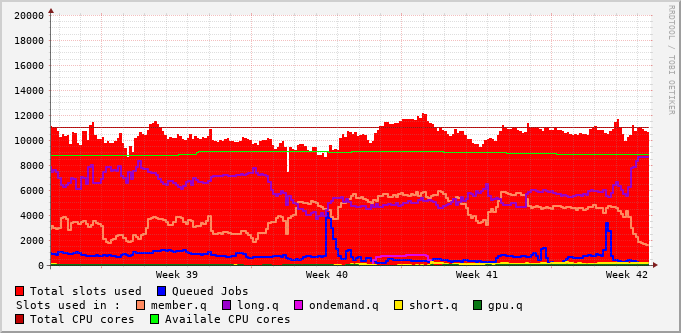 20000
18000
16000
14000
12000
10000
8000
6000
4000
2000
0
Week 39 Week 40 Week 41 Week 42
Total slots used Queued Jobs
Slots used in : member.q long.q ondemand.q short.q gpu.q
Total CPU cores Availale CPU cores
RRDTOOL / TOBI OETIKER